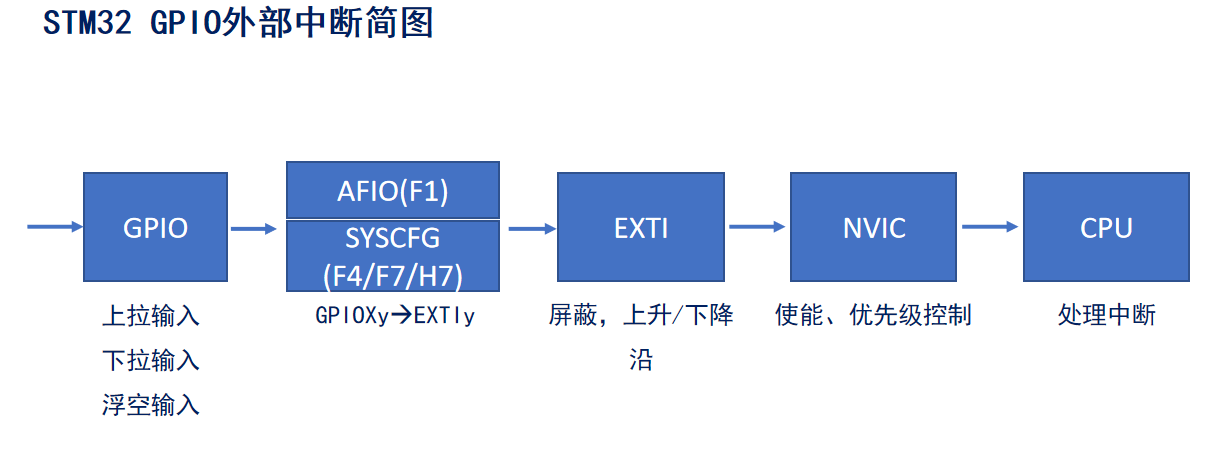 STM32 GPIO外部中断简图
GPIO
AFIO(F1)
SYSCFG
(F4/F7/H7)
EXTI
NVIC
CPU
上拉输入
下拉输入
浮空输入
GPIOXy→EXTIy
屏蔽，上升/下降
沿
使能、优先级控制
处理中断